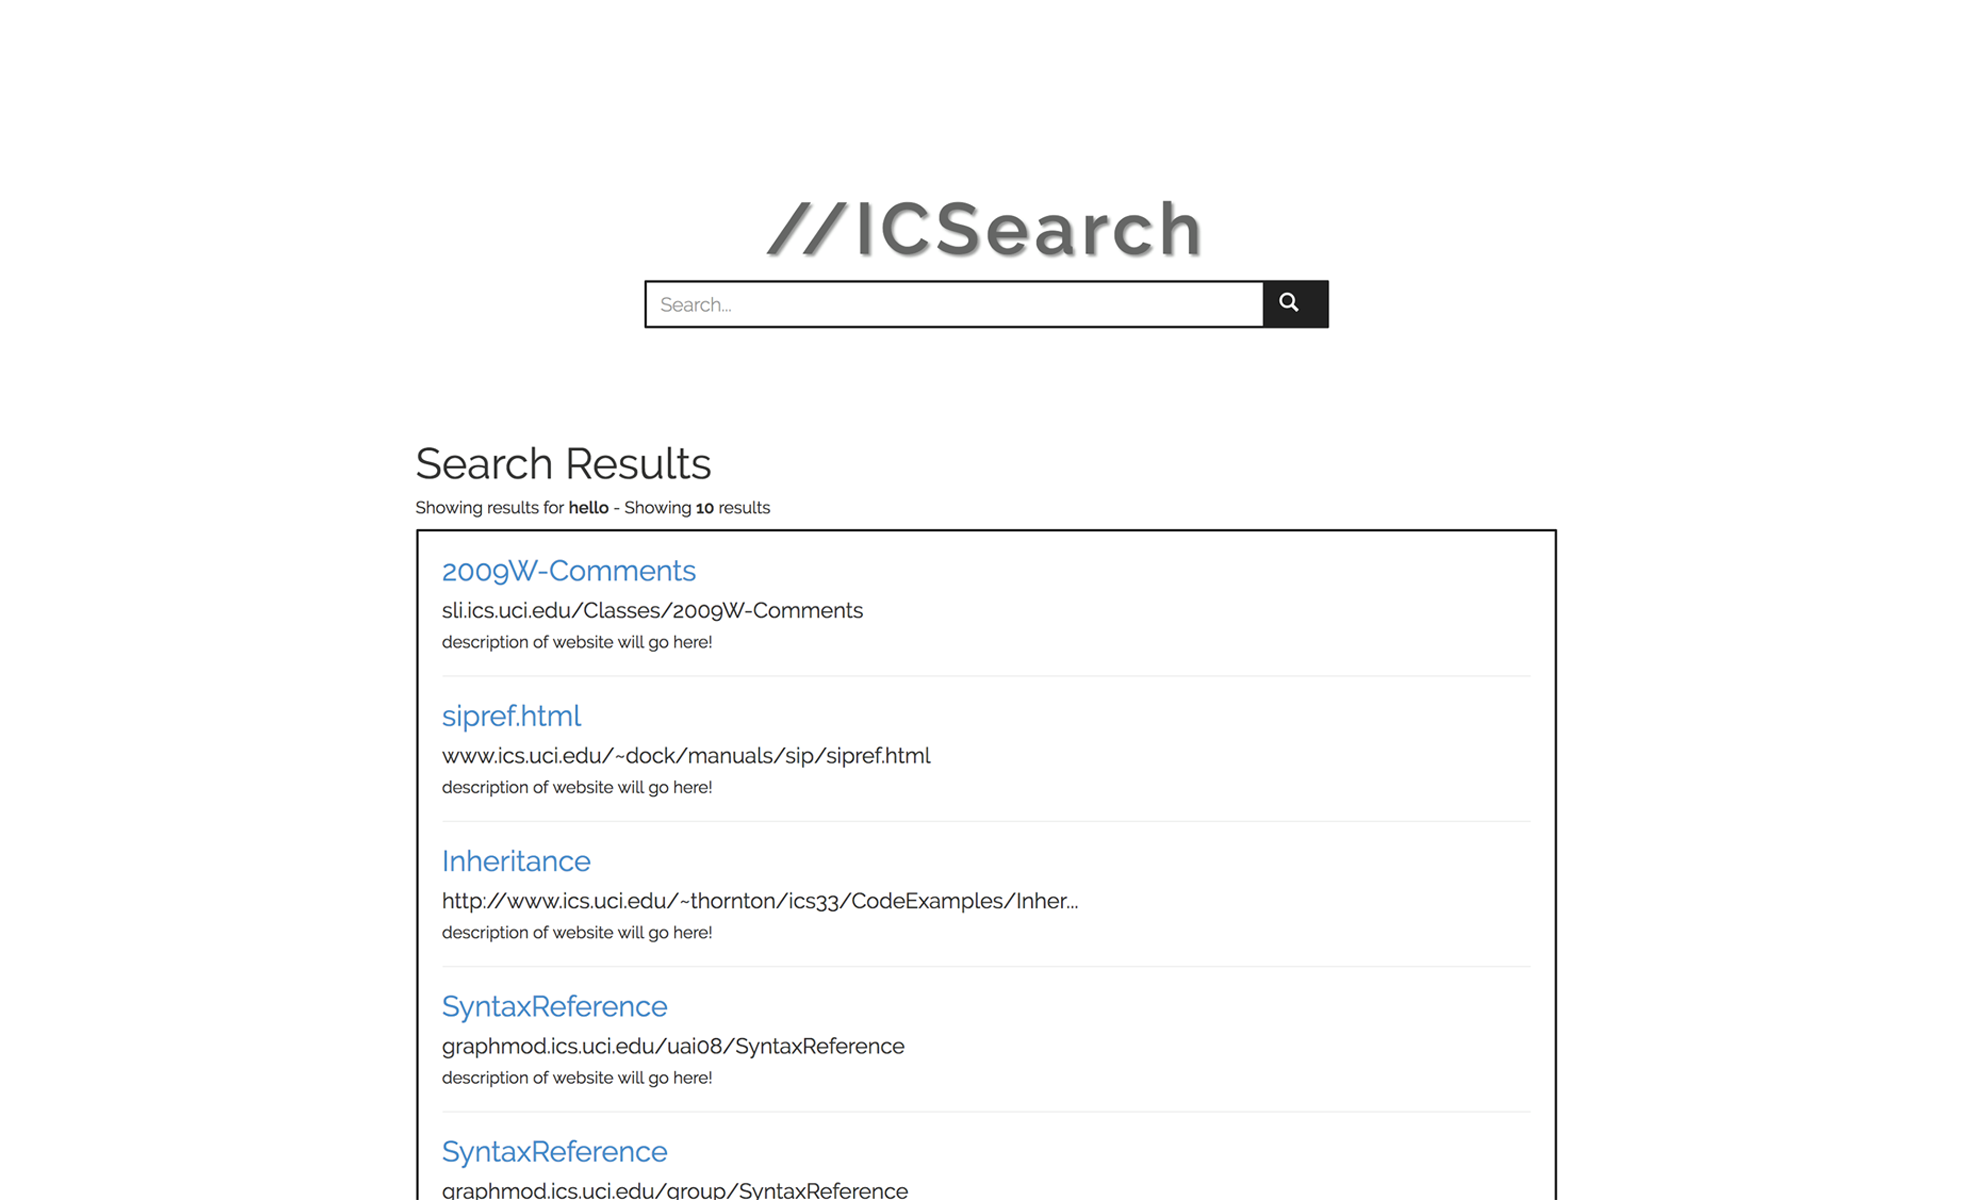 //ICSearch
Search...
Search Results
Showing results for hello - Showing 10 results
2009W-Comments
sli.ics.uci.edu/Classes/2009W-Comments
description of website will go here!
sipref.html
www.ics.uci.edu/~dock/manuals/sip/sipref.html
description of website will go here!
Inheritance
http://www.ics.uci.edu/~thornton/ics33/CodeExamples/Inher...
description of website will go here!
SyntaxReference
graphmod.ics.uci.edu/uai08/SyntaxReference
description of website will go here!
SyntaxReference
graphmod.ics.uci.edu/group/SyntaxReference